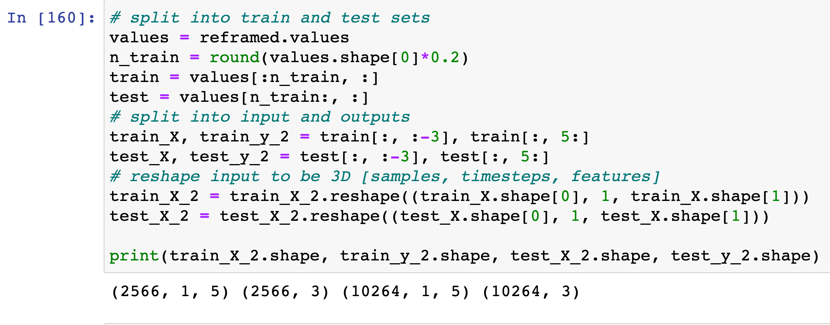 In [160]: # split into train and test sets
values = reframed.values
n_train = round(values.shape[0]*0.2)
train = values[:n_train, :]
test = values[n_train:, :]
# split into input and outputs
train_X, train_y_2 = train[:, :-3], train[:, 5:]
test_X, test_y_2 = test[:, :-3], test[:, 5:]
# reshape input to be 3D [samples, timesteps, features]
train_X_2 = train_X_2.reshape((train_X.shape[0], 1, train_X.shape[1]))
test_X_2 = test_X_2.reshape((test_X.shape[0], 1, test_X.shape[1]))
print(train_X_2.shape, train_y_2.shape, test_X_2.shape, test_y_2.shape)
(2566, 1, 5) (2566, 3) (10264, 1, 5) (10264, 3)